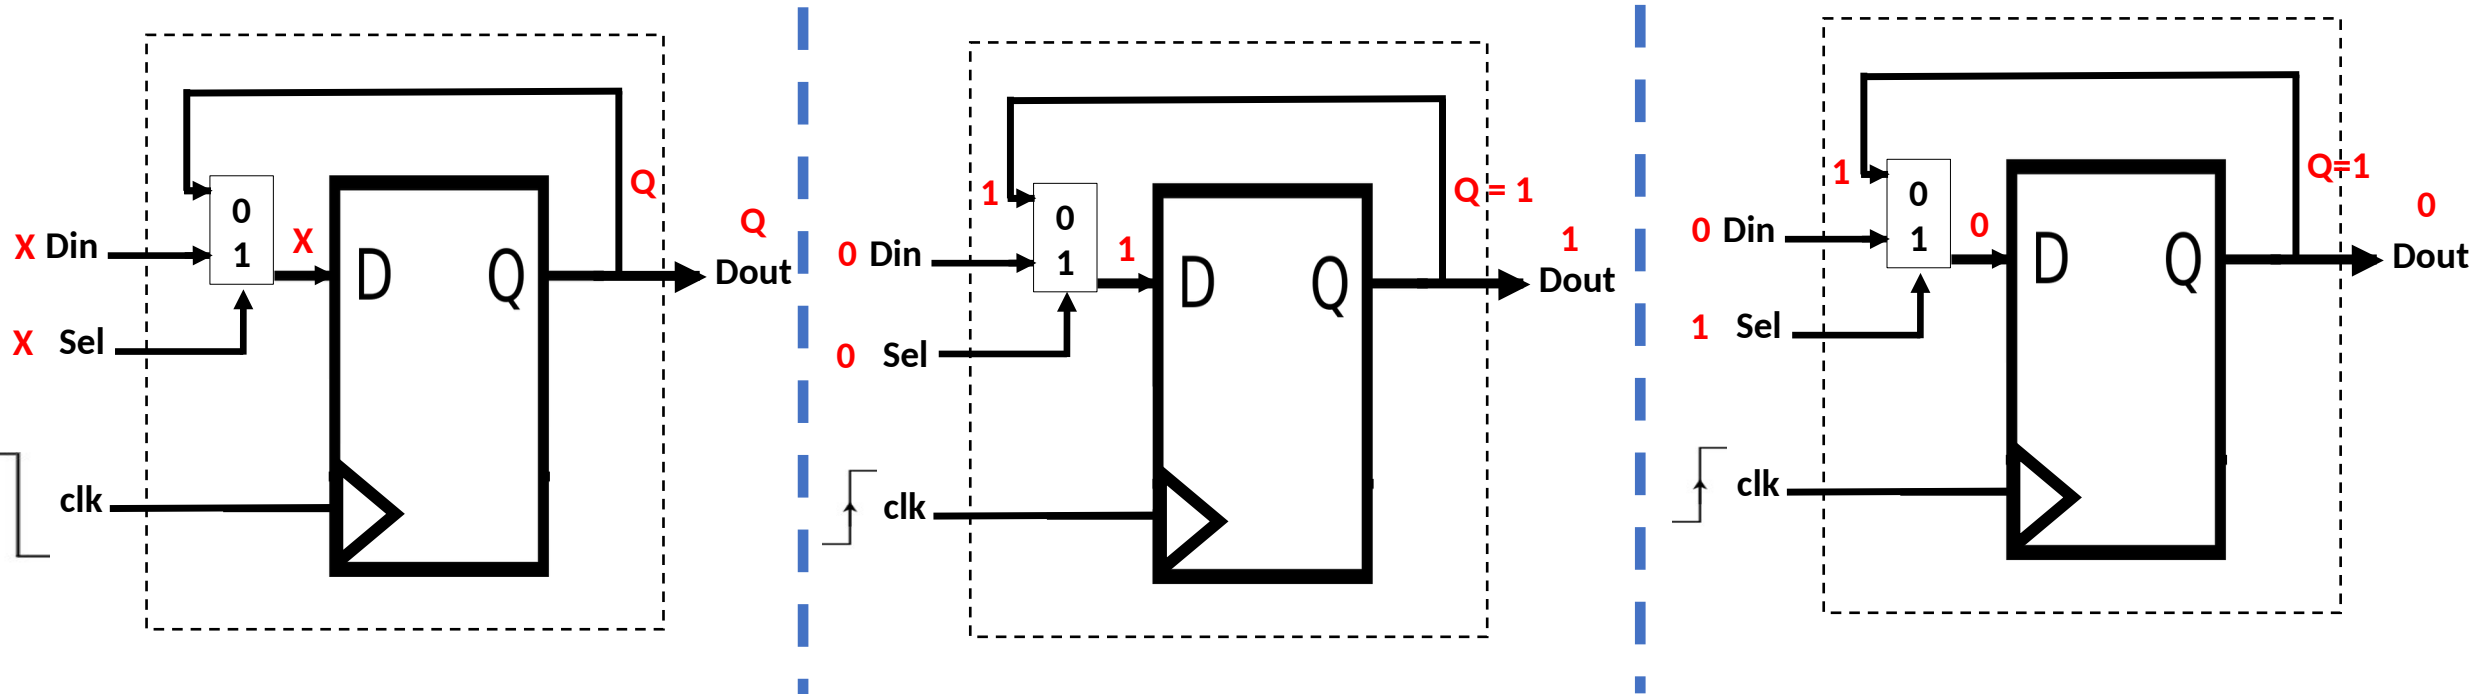 Q
0
Q
X Din
1
X
D
Q
Dout
X Sel
clk
1
0
Q = 1
1
0 Din
1
1
D
Q
Dout
0 Sel
clk
1
0
Q=1
0
0 Din
1
0
D
Q
Dout
1 Sel
clk